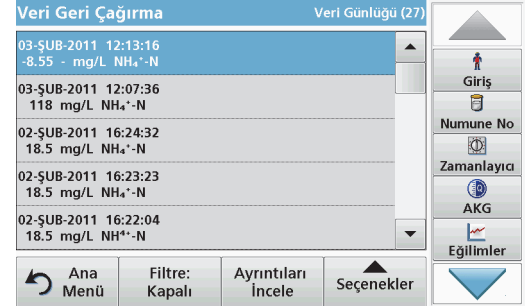 Veri Geri Çağırma
Veri Günlüğü (27)
03-ŞUB-2011 12:13:16
-8.55 - mg/L NH₄⁺-N
03-ŞUB-2011 12:07:36
118 mg/L NH₄⁺-N
02-ŞUB-2011 16:24:32
18.5 mg/L NH₄⁺-N
02-ŞUB-2011 16:23:23
18.5 mg/L NH₄⁺-N
02-ŞUB-2011 16:22:04
18.5 mg/L NH⁴⁺-N
Giriş
Numune No
Zamanlayıcı
AKG
Eğilimler
Ana
Menü
Filtre:
Kapalı
Ayrıntıları
İncele
Seçenekler